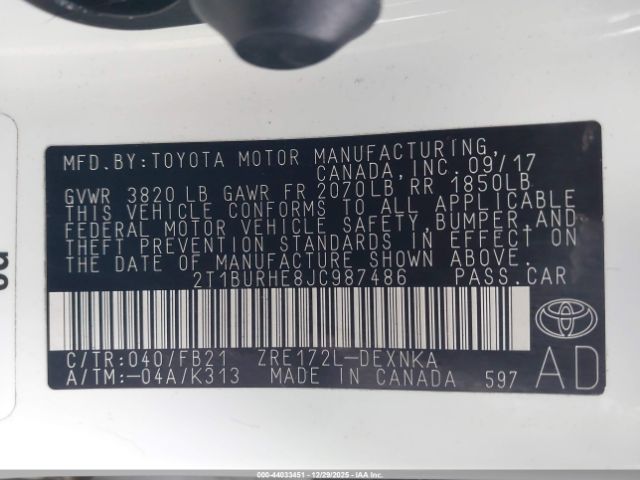 MFD.BY:TOYOTA MOTOR MANUFACTURING,
CANADA, INC. 09/17
GVWR 3820 LB GAWR FR 2070LB, RR 1850LB
THIS VEHICLE CONFORMS TO ALL APPLICABLE
FEDERAL MOTOR VEHICLE SAFETY, BUMPER, AND
THEFT PREVENTION STANDARDS IN EFFECT ON
THE DATE OF MANUFACTURE SHOWN ABOVE.
2T1BURHE8JC987486 PASS.CAR
C/TR:040/FB21 ZRE172L-DEXNKA
A/TM:-04A/K313 MADE IN CANADA 597
AD
000-44033451 - 12/29/2025 - IAAI Branch